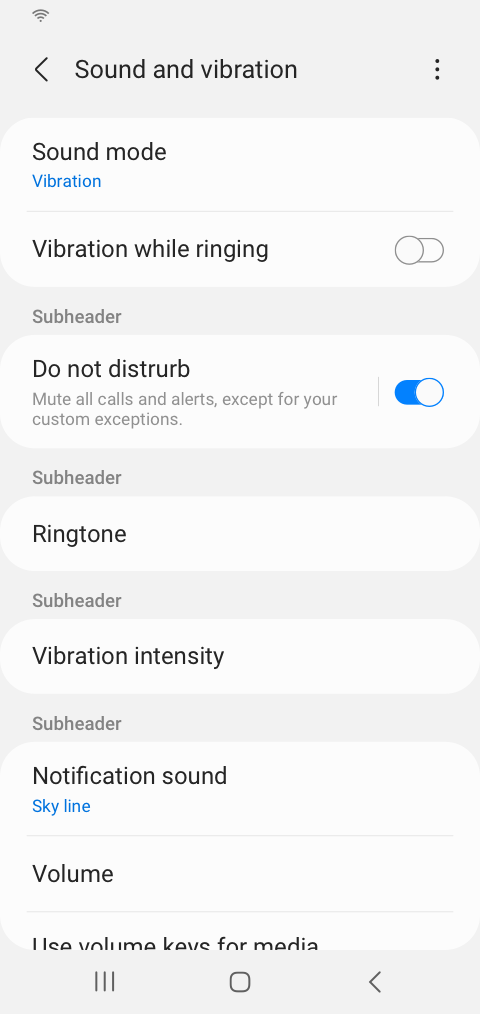 Sound and vibration
Sound mode
Vibration
Vibration while ringing
Subheader
Do not distrurb
Mute all calls and alerts, except for your
custom exceptions.
Subheader
Ringtone
Subheader
Vibration intensity
Subheader
Notification sound
Sky line
Volume
Use volume keys for media